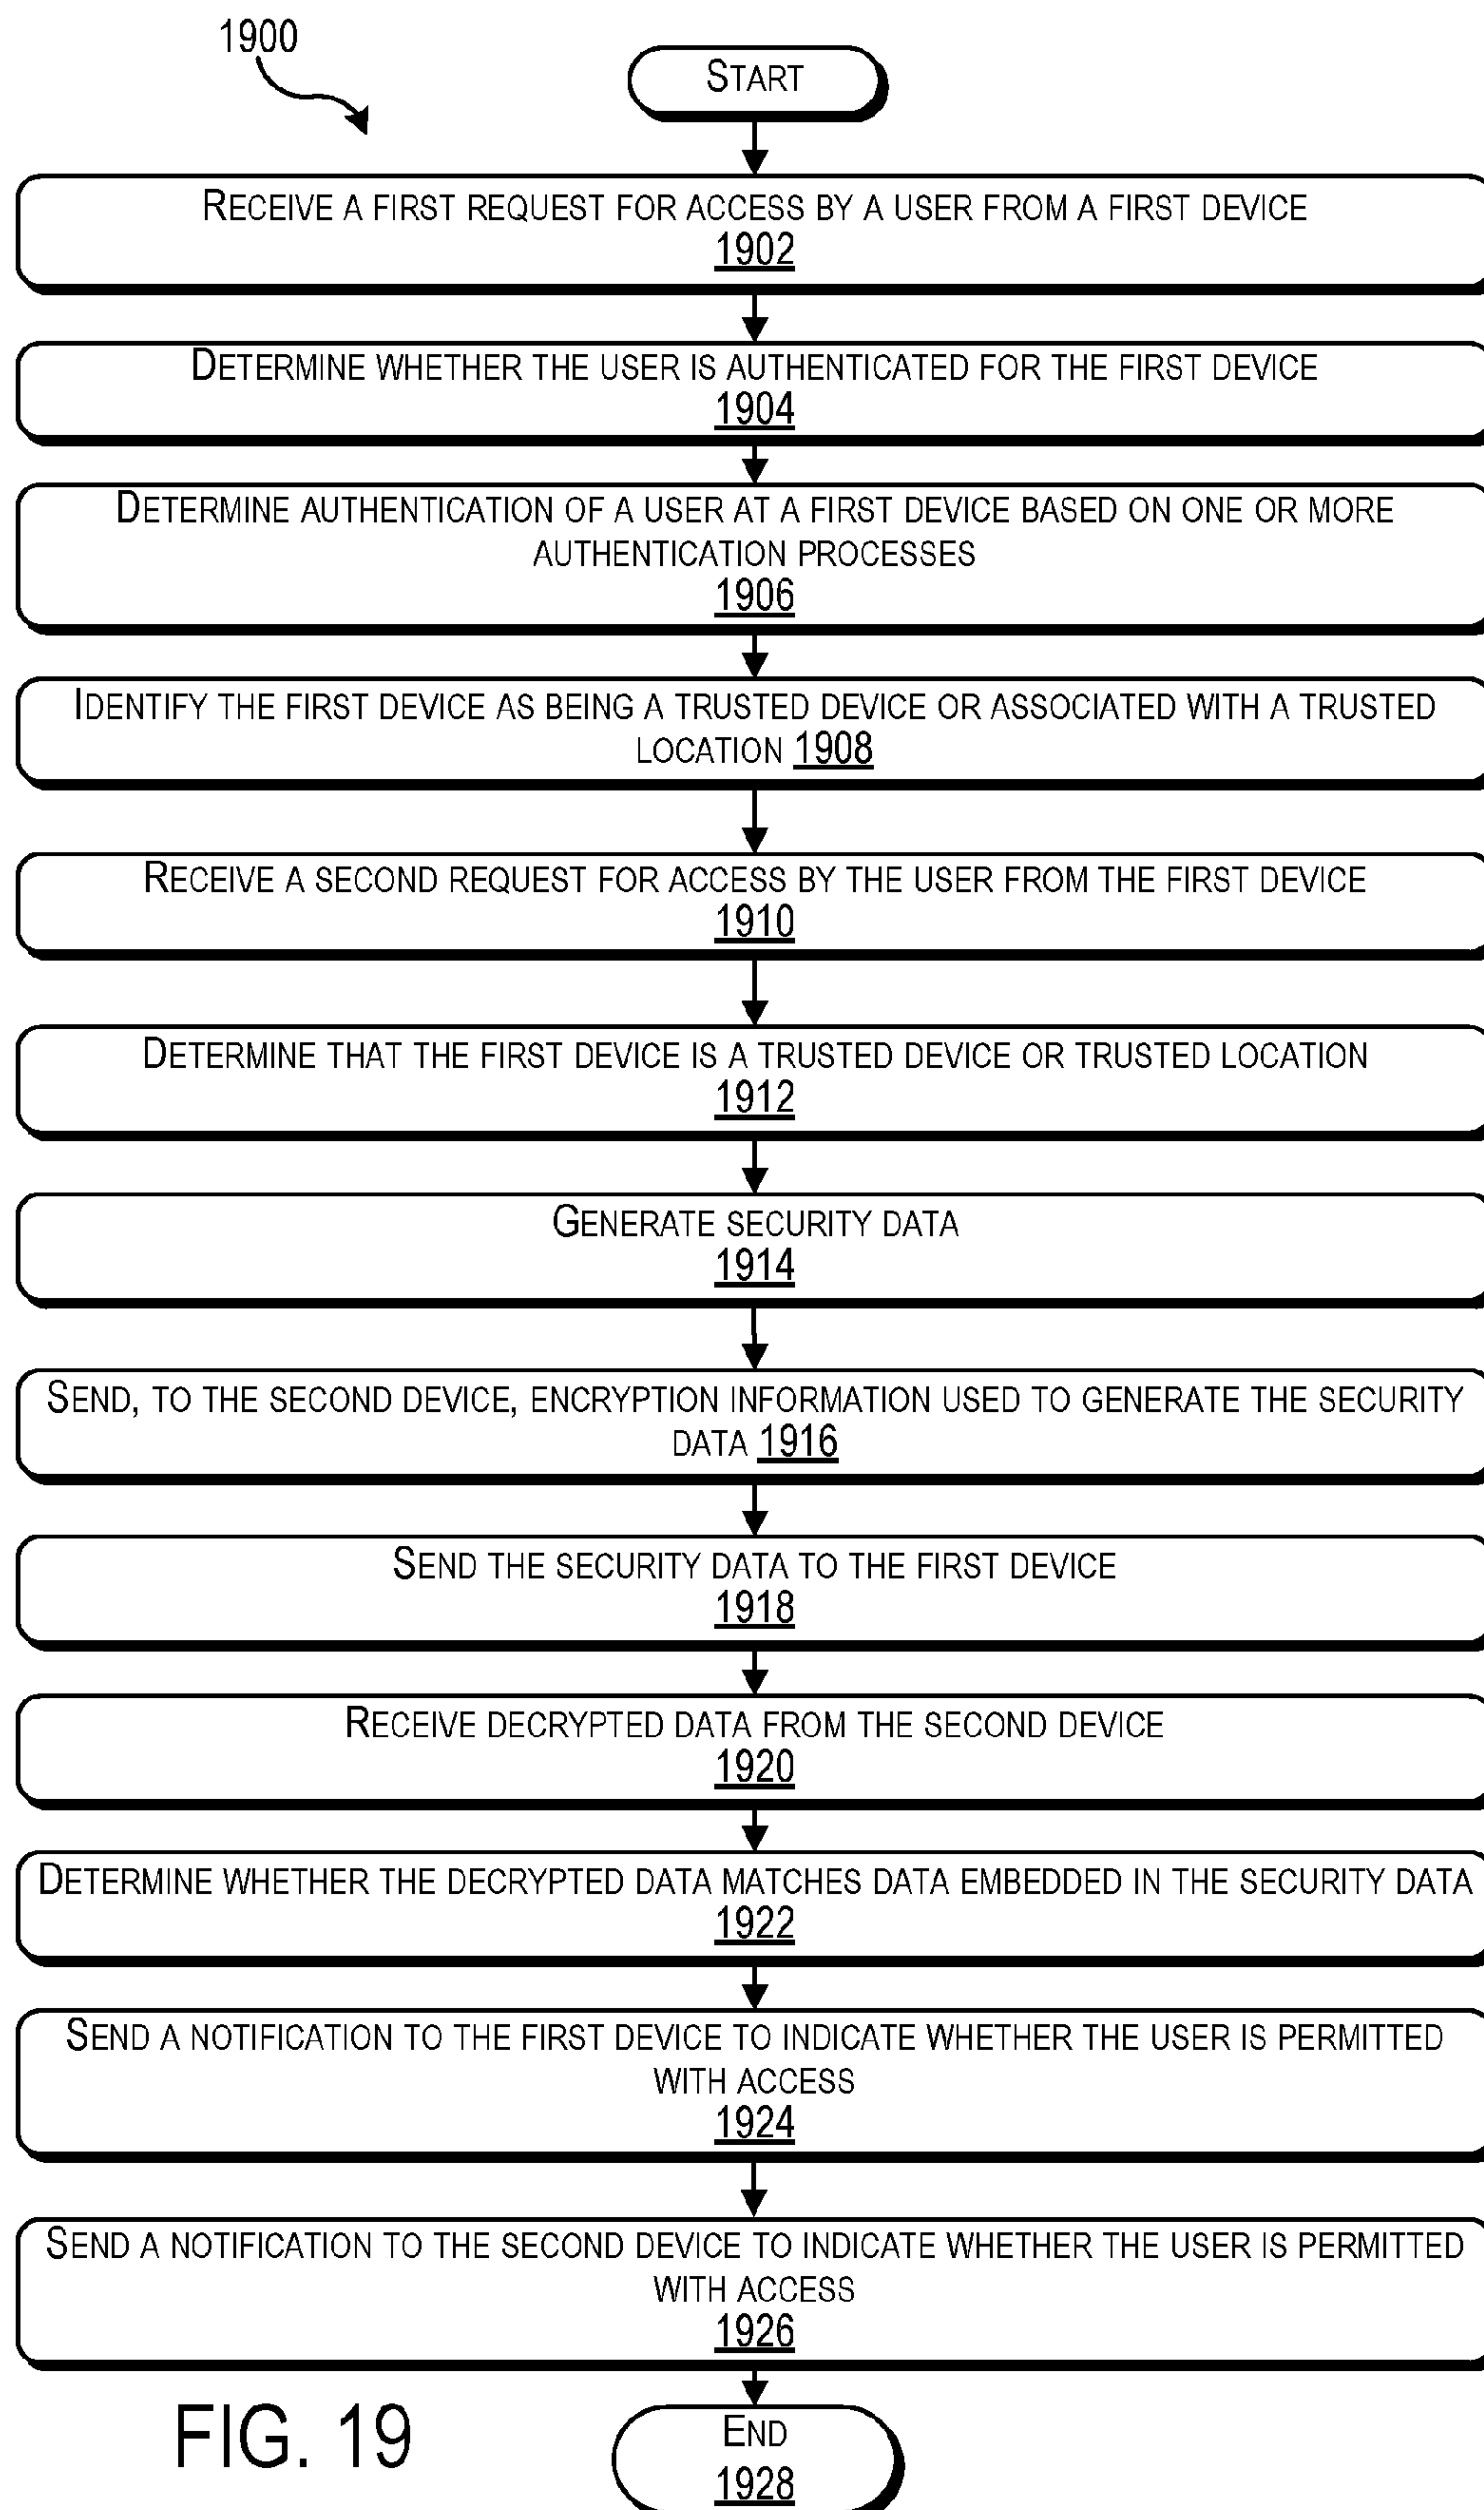 1900
START
RECEIVE A FIRST REQUEST FOR ACCESS BY A USER FROM A FIRST DEVICE
1902
DETERMINE WHETHER THE USER IS AUTHENTICATED FOR THE FIRST DEVICE
1904
DETERMINE AUTHENTICATION OF A USER AT A FIRST DEVICE BASED ON ONE OR MORE
AUTHENTICATION PROCESSES
1906
IDENTIFY THE FIRST DEVICE AS BEING A TRUSTED DEVICE OR ASSOCIATED WITH A TRUSTED
LOCATION 1908
RECEIVE A SECOND REQUEST FOR ACCESS BY THE USER FROM THE FIRST DEVICE
1910
DETERMINE THAT THE FIRST DEVICE IS A TRUSTED DEVICE OR TRUSTED LOCATION
1912
GENERATE SECURITY DATA
1914
SEND, TO THE SECOND DEVICE, ENCRYPTION INFORMATION USED TO GENERATE THE SECURITY
DATA 1916
SEND THE SECURITY DATA TO THE FIRST DEVICE
1918
RECEIVE DECRYPTED DATA FROM THE SECOND DEVICE
1920
DETERMINE WHETHER THE DECRYPTED DATA MATCHES DATA EMBEDDED IN THE SECURITY DATA
1922
SEND A NOTIFICATION TO THE FIRST DEVICE TO INDICATE WHETHER THE USER IS PERMITTED
WITH ACCESS
1924
SEND A NOTIFICATION TO THE SECOND DEVICE TO INDICATE WHETHER THE USER IS PERMITTED
WITH ACCESS
1926
END
1928
FIG. 19